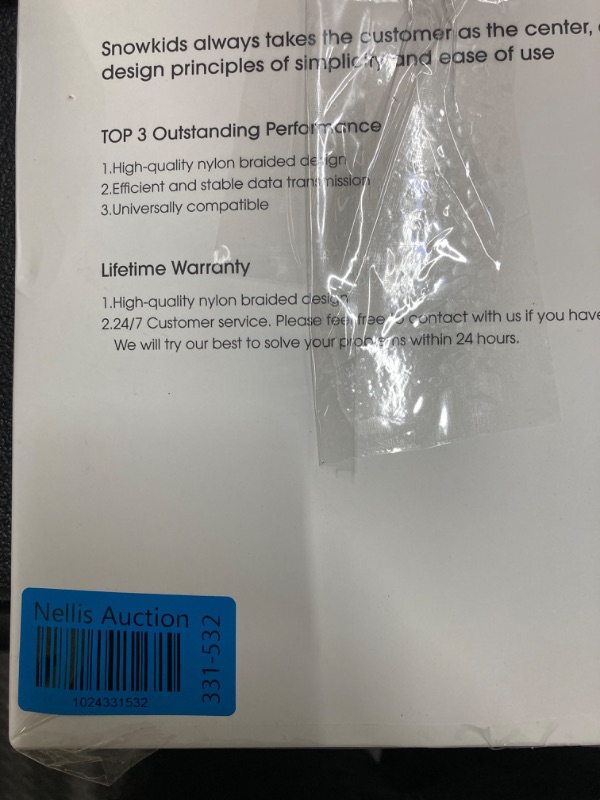 Snowkids always takes the customer as the center,
design principles of simplicity and ease of use
TOP 3 Outstanding Performance
1.High-quality nylon braided design
2.Efficient and stable data transmission
3.Universally compatible
Lifetime Warranty
1.High-quality nylon braided design
2.24/7 Customer service. Please feel free to contact with us if you have
We will try our best to solve your problems within 24 hours.
Nellis Auction
331-532
1024331532